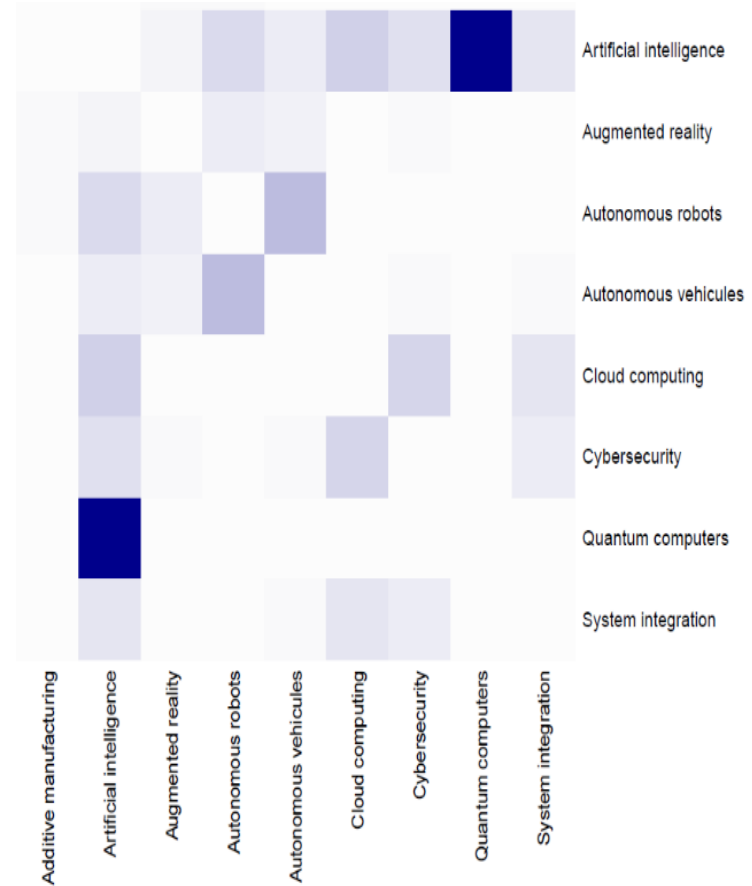 Artificial intelligence
Augmented reality
Autonomous robots
Autonomous vehicules
Cloud computing
Cybersecurity
Quantum computers
System integration
Additive manufacturing
Artificial intelligence
Augmented reality
Autonomous robots
Autonomous vehicules
Cloud computing
Cybersecurity
Quantum computers
System integration